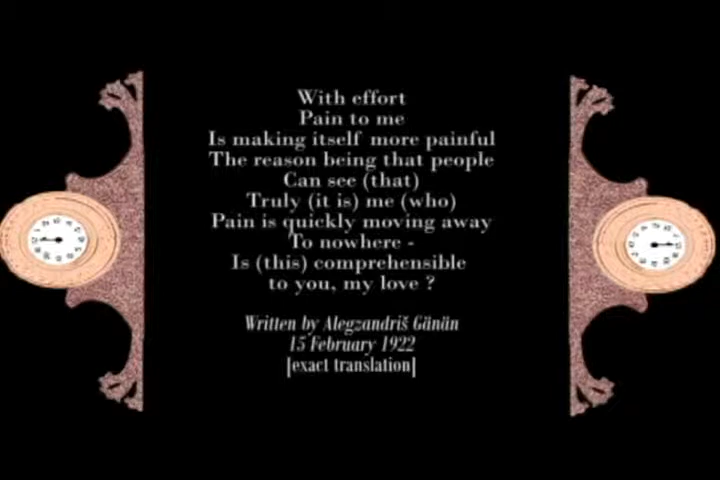 With effort
Pain to me
Is making itself more painful
The reason being that people
Can see (that)
Truly (it is) me (who)
Pain is quickly moving away
To nowhere -
Is (this) comprehensible
to you, my love ?
Written by Alegzandriš Gänän
15 February 1922
[exact translation]